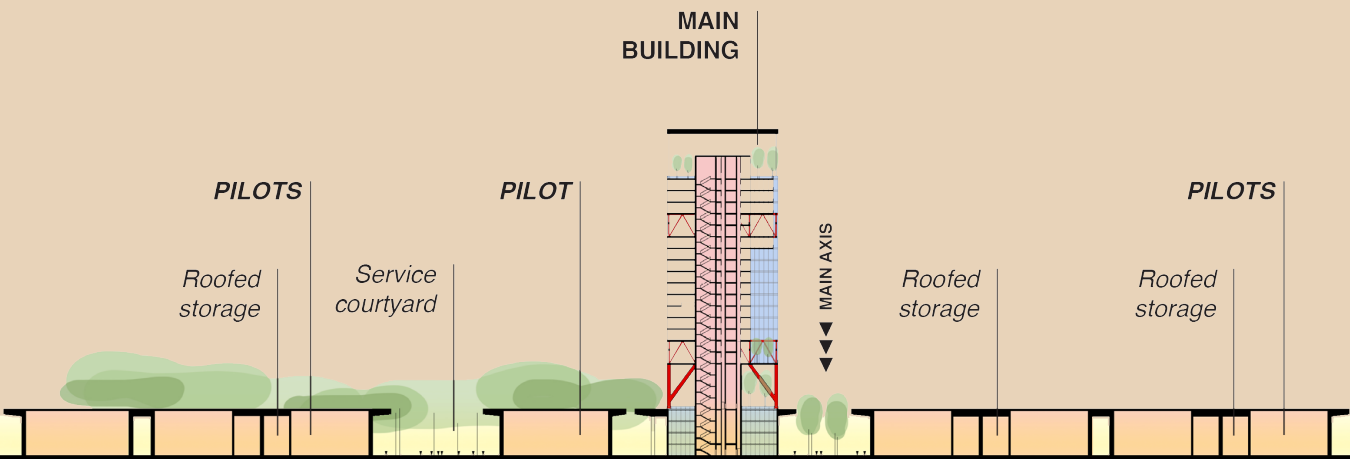 MAIN
BUILDING
PILOTS
PILOT
PILOTS
MAIN AXIS
Roofed
storage
Service
courtyard
Roofed
storage
Roofed
storage